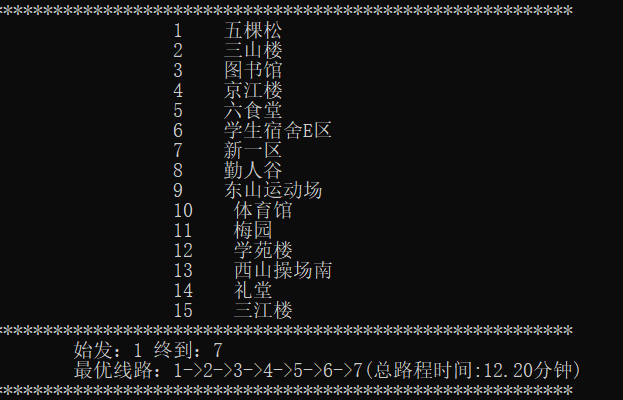 **********************************************************
1 五棵松
2 三山楼
3 图书馆
4 京江楼
5 六食堂
6 学生宿舍E区
7 新一区
8 勤人谷
9 东山运动场
10 体育馆
11 梅园
12 学苑楼
13 西山操场南
14 礼堂
15 三江楼
**********************************************************
始发：1 终到：7
最优线路：1->2->3->4->5->6->7(总路程时间:12.20分钟)
**********************************************************